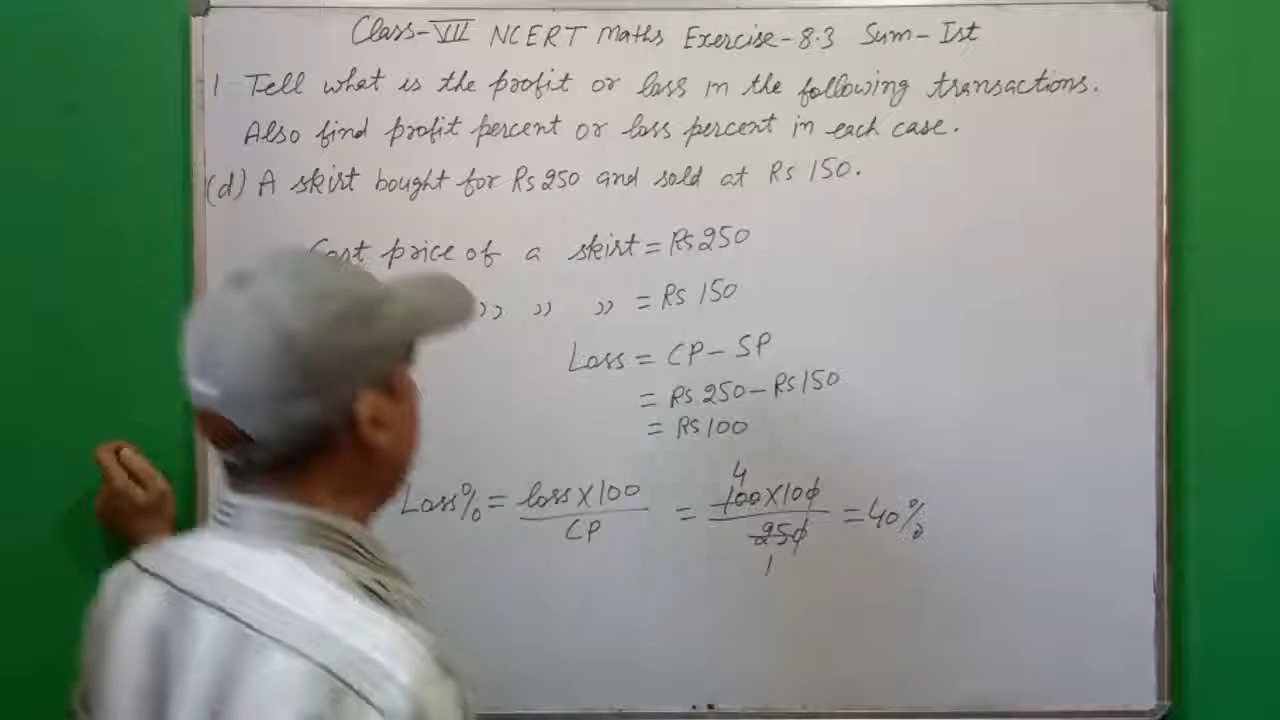 Class-VII NCERT Maths Exercise-8.3 Sum-Ist
1 Tell what is the profit or loss in the following transactions.
Also find profit percent or loss percent in each case.
(d) A skirt bought for Rs 250 and sold at Rs 150.
Cost price of a skirt = Rs 250
,, ,, ,, = Rs 150
Loss = CP - SP
= Rs 250 - Rs 150
= Rs 100
Loss% = loss x 100 / CP = 100 x 100 / 250 = 40%
4
1